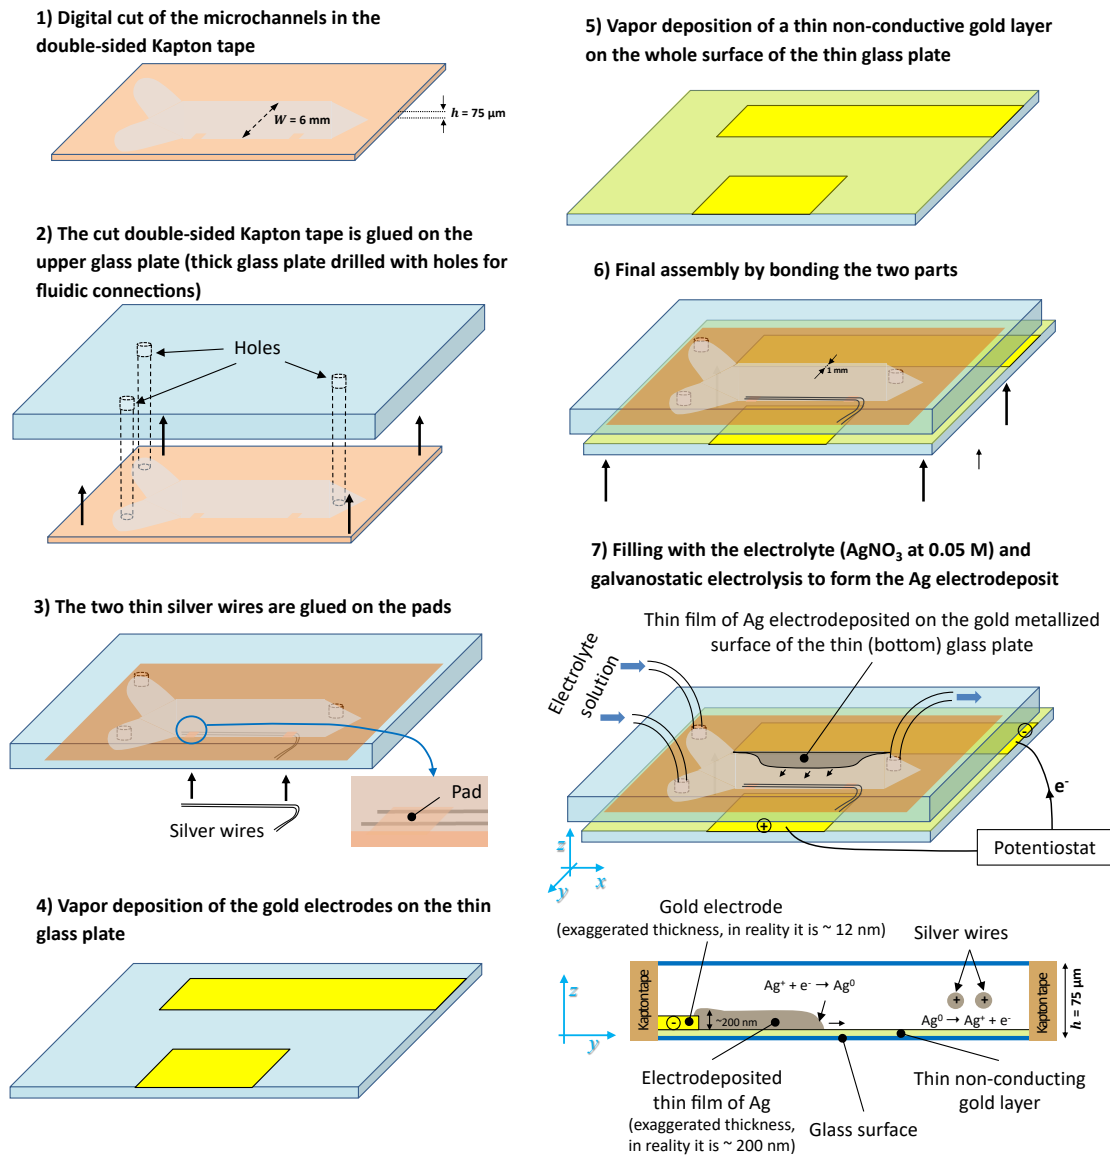 1) Digital cut of the microchannels in the
double-sided Kapton tape
W = 6 mm
h = 75 µm
2) The cut double-sided Kapton tape is glued on the
upper glass plate (thick glass plate drilled with holes for
fluidic connections)
Holes
3) The two thin silver wires are glued on the pads
Pad
Silver wires
4) Vapor deposition of the gold electrodes on the thin
glass plate
5) Vapor deposition of a thin non-conductive gold layer
on the whole surface of the thin glass plate
6) Final assembly by bonding the two parts
1 mm
7) Filling with the electrolyte (AgNO₃ at 0.05 M) and
galvanostatic electrolysis to form the Ag electrodeposit
Thin film of Ag electrodeposited on the gold metallized
surface of the thin (bottom) glass plate
Electrolyte
solution
-
e⁻
+
Potentiostat
z
y
x
Gold electrode
(exaggerated thickness, in reality it is ~ 12 nm)
Silver wires
Kapton tape
z
y
Ag⁺ + e⁻ → Ag⁰
+ +
-
~200 nm
Ag⁰ → Ag⁺ + e⁻
Kapton tape
h = 75 µm
Electrodeposited
thin film of Ag
(exaggerated thickness,
in reality it is ~ 200 nm)
Glass surface
Thin non-conducting
gold layer